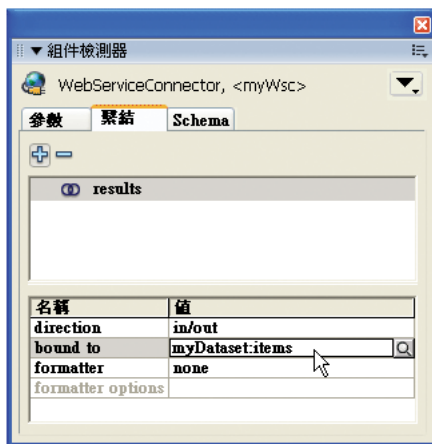 ▼ 組件檢測器
WebServiceConnector, <myWsc>
參數 繫結 Schema
results
名稱 值
direction in/out
bound to myDataset:items
formatter none
formatter options